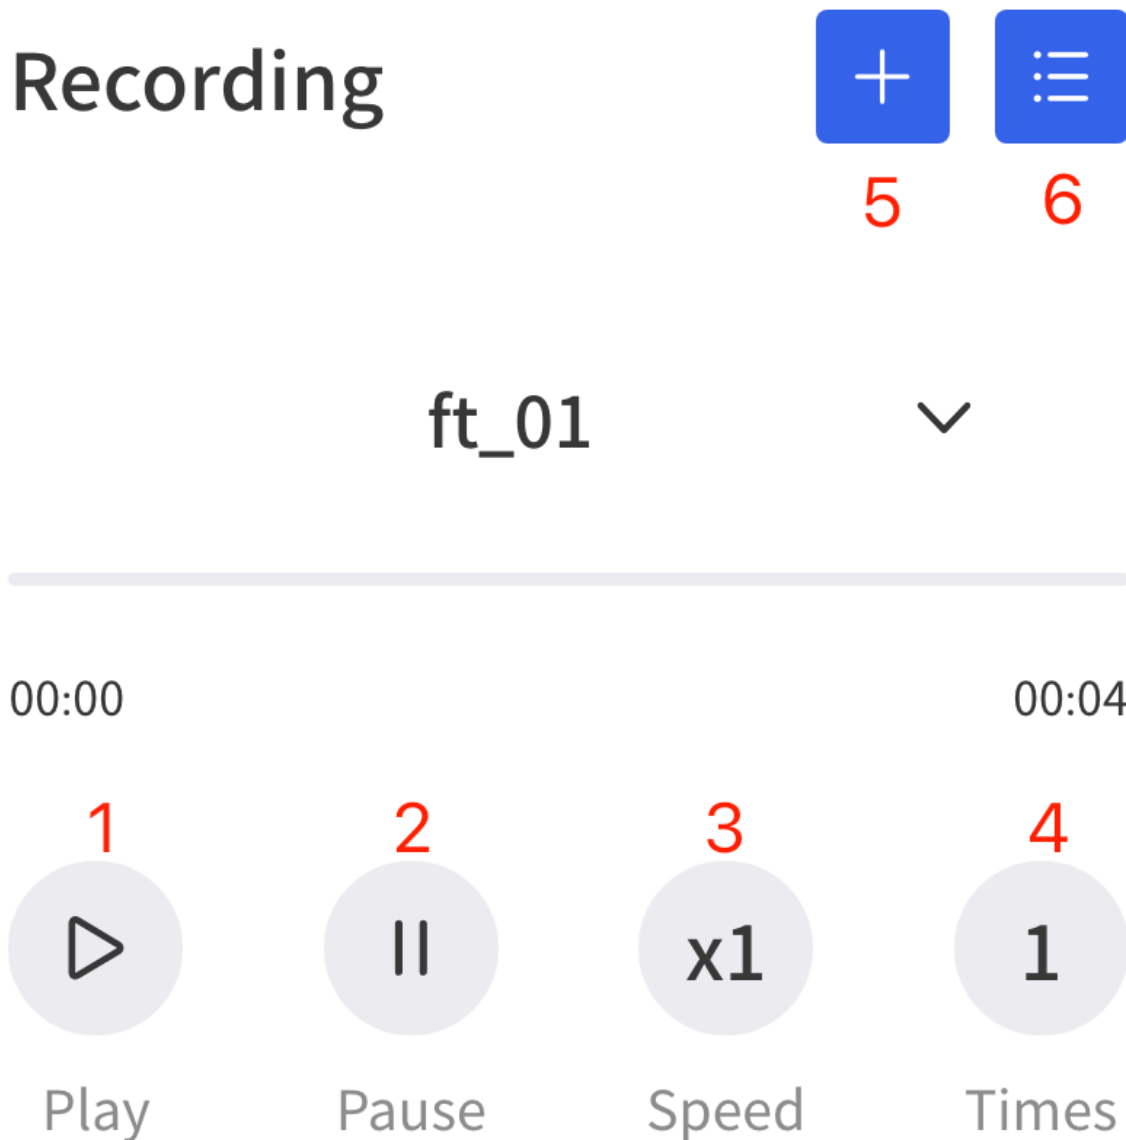 Recording
5 6
ft_01
00:00 00:04
1 2 3 4
x1 1
Play Pause Speed Times